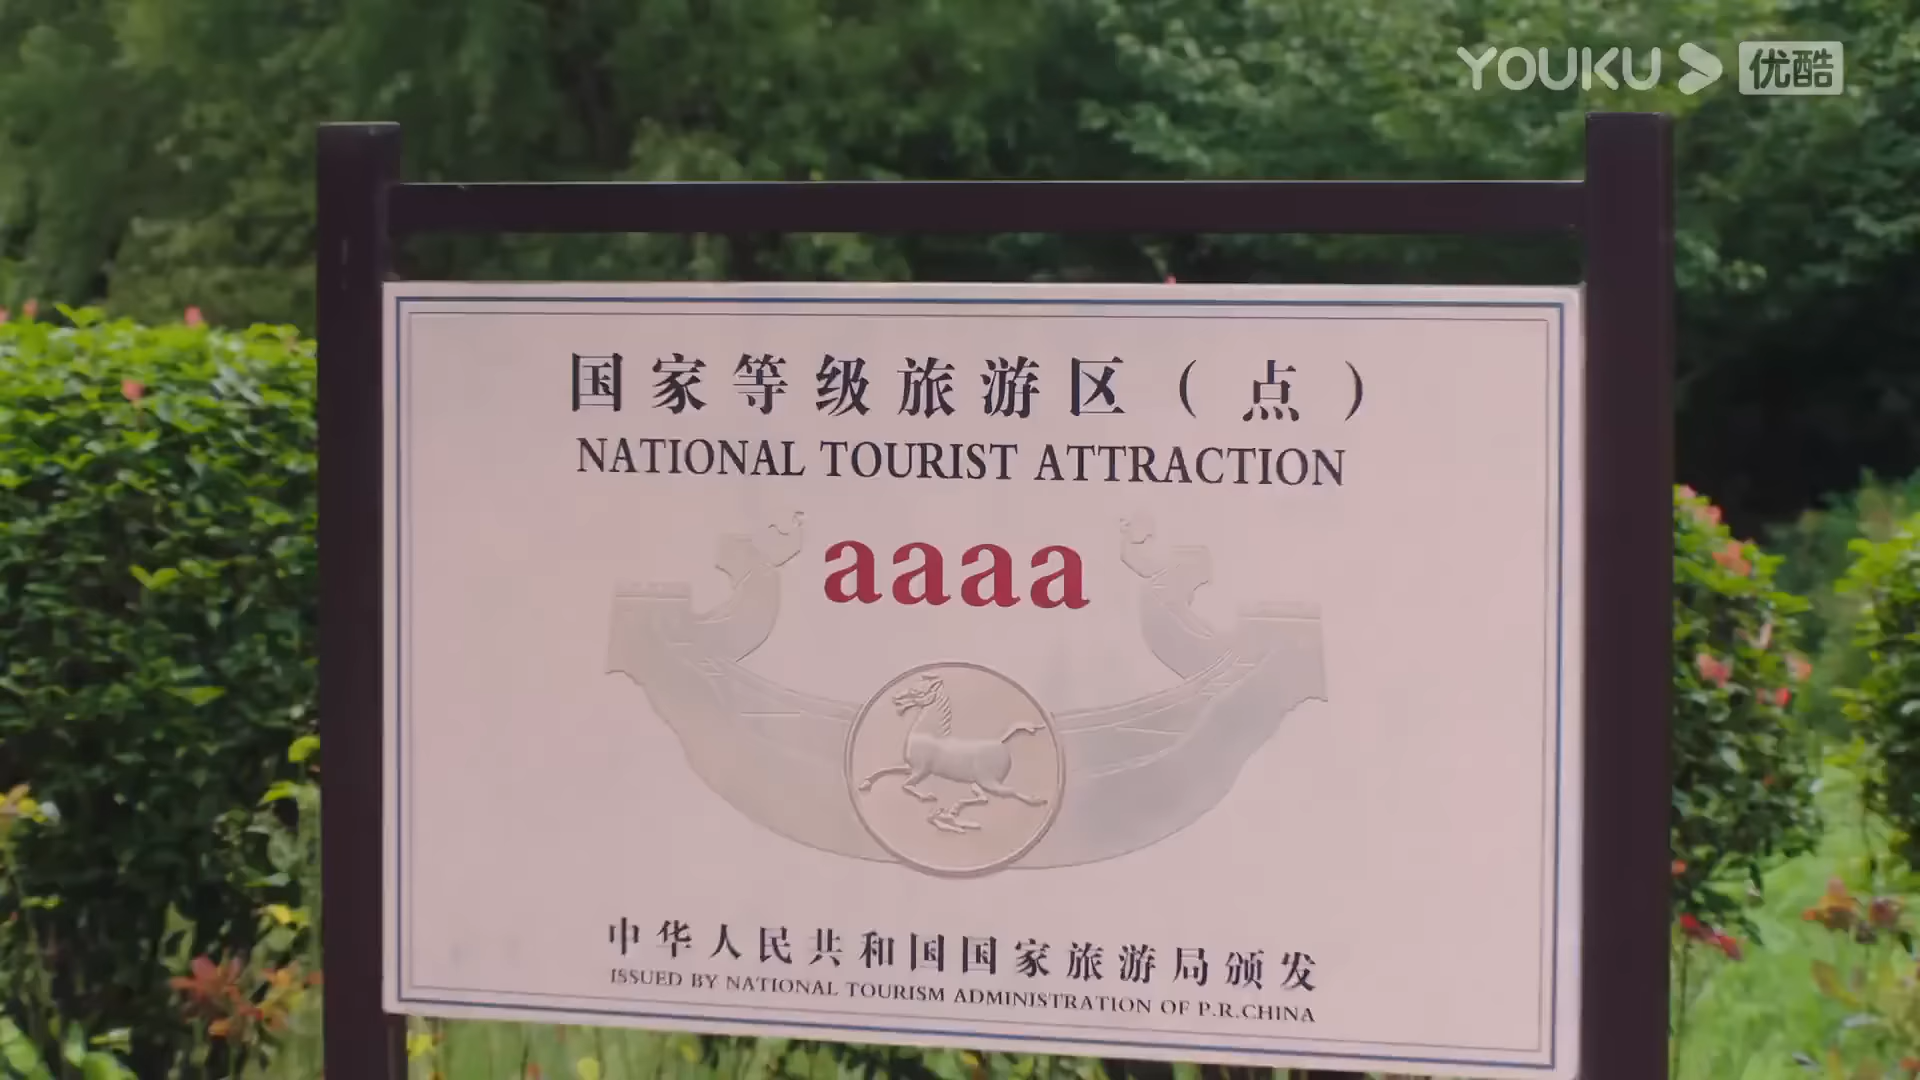 YOUKU 优酷
国家等级旅游区(点)
NATIONAL TOURIST ATTRACTION
aaaa
中华人民共和国国家旅游局颁发
ISSUED BY NATIONAL TOURISM ADMINISTRATION OF P.R.CHINA